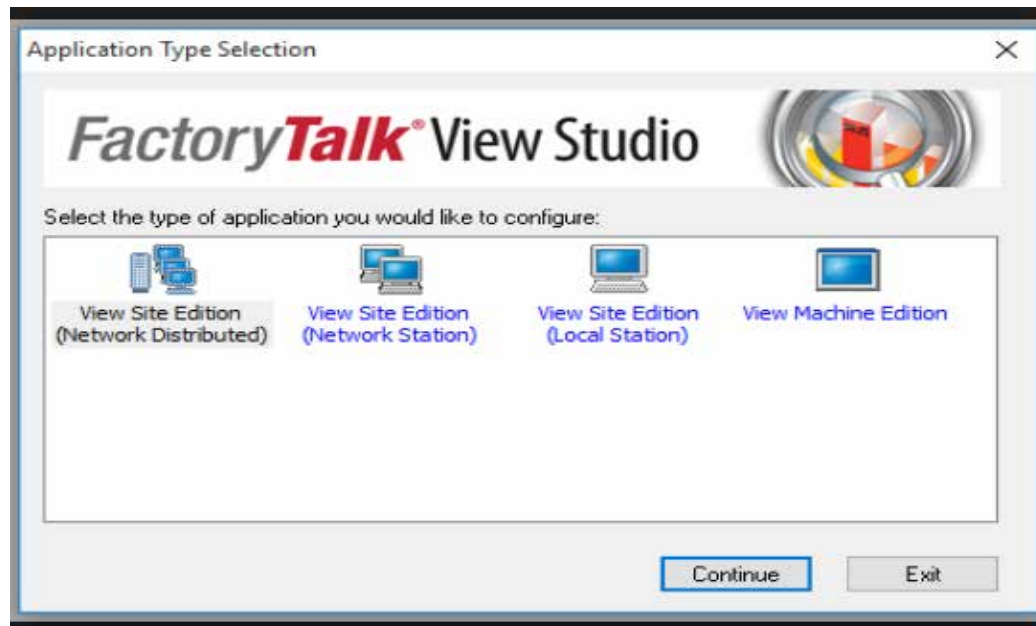 Application Type Selection
FactoryTalk® View Studio
Select the type of application you would like to configure:
View Site Edition
(Network Distributed)
View Site Edition
(Network Station)
View Site Edition
(Local Station)
View Machine Edition
Continue
Exit